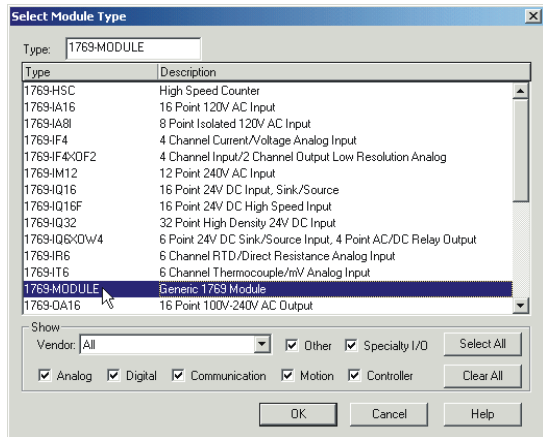 Select Module Type
Type: 1769-MODULE
Type Description
1769-HSC High Speed Counter
1769-IA16 16 Point 120V AC Input
1769-IA8I 8 Point Isolated 120V AC Input
1769-IF4 4 Channel Current/Voltage Analog Input
1769-IF4XOF2 4 Channel Input/2 Channel Output Low Resolution Analog
1769-IM12 12 Point 240V AC Input
1769-IQ16 16 Point 24V DC Input, Sink/Source
1769-IQ16F 16 Point 24V DC High Speed Input
1769-IQ32 32 Point High Density 24V DC Input
1769-IQ6XOW4 6 Point 24V DC Sink/Source Input, 4 Point AC/DC Relay Output
1769-IR6 6 Channel RTD/Direct Resistance Analog Input
1769-IT6 6 Channel Thermocouple/mV Analog Input
1769-MODULE Generic 1769 Module
1769-OA16 16 Point 100V-240V AC Output
Show
Vendor: All Other Specialty I/O Select All
Analog Digital Communication Motion Controller Clear All
OK Cancel Help